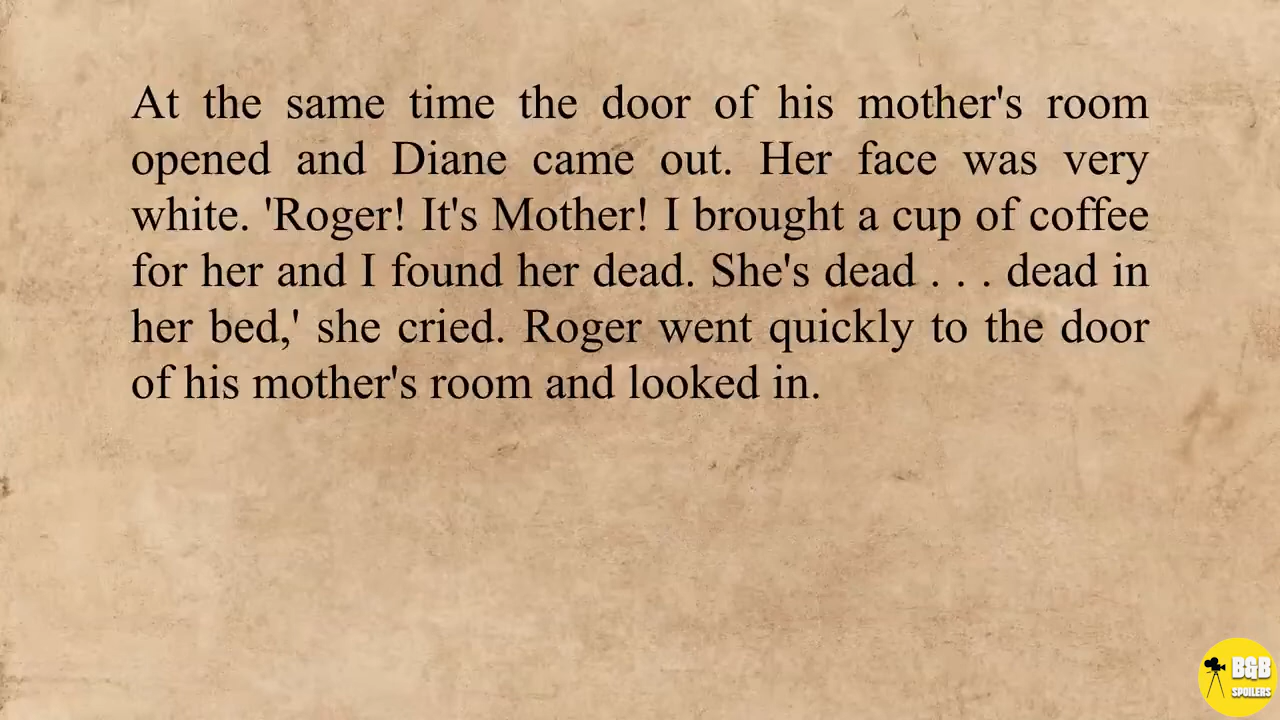 At the same time the door of his mother's room
opened and Diane came out. Her face was very
white. 'Roger! It's Mother! I brought a cup of coffee
for her and I found her dead. She's dead . . . dead in
her bed,' she cried. Roger went quickly to the door
of his mother's room and looked in.
B&B
SPOILERS